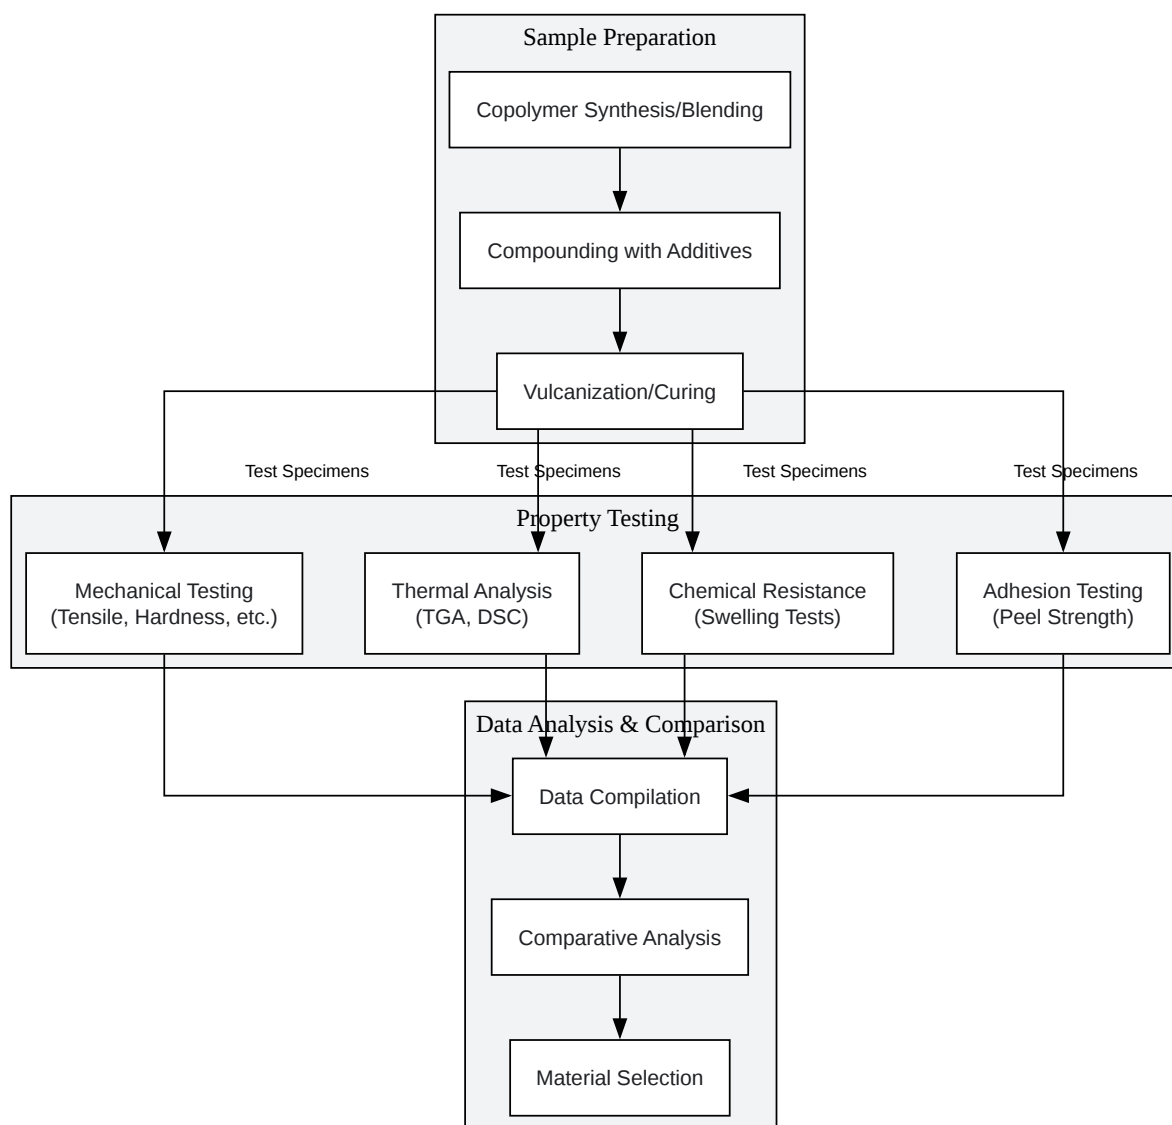 Sample Preparation
Copolymer Synthesis/Blending
Compounding with Additives
Vulcanization/Curing
Test Specimens
Test Specimens
Test Specimens
Test Specimens
Property Testing
Mechanical Testing
(Tensile, Hardness, etc.)
Thermal Analysis
(TGA, DSC)
Chemical Resistance
(Swelling Tests)
Adhesion Testing
(Peel Strength)
Data Analysis & Comparison
Data Compilation
Comparative Analysis
Material Selection